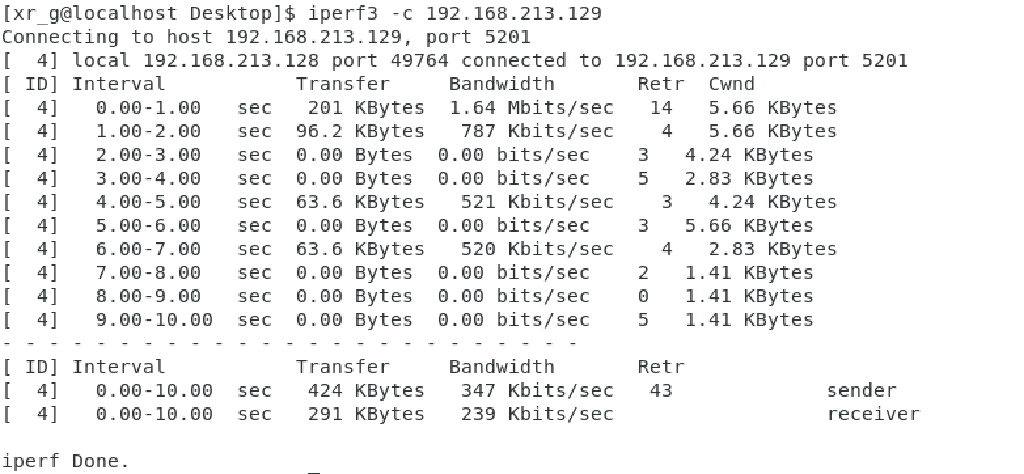 [xr_g@localhost Desktop]$ iperf3 -c 192.168.213.129
Connecting to host 192.168.213.129, port 5201
[  4] local 192.168.213.128 port 49764 connected to 192.168.213.129 port 5201
[ ID] Interval           Transfer     Bandwidth       Retr  Cwnd
[  4]   0.00-1.00   sec   201 KBytes  1.64 Mbits/sec   14   5.66 KBytes
[  4]   1.00-2.00   sec  96.2 KBytes   787 Kbits/sec    4   5.66 KBytes
[  4]   2.00-3.00   sec  0.00 Bytes  0.00 bits/sec    3   4.24 KBytes
[  4]   3.00-4.00   sec  0.00 Bytes  0.00 bits/sec    5   2.83 KBytes
[  4]   4.00-5.00   sec  63.6 KBytes   521 Kbits/sec    3   4.24 KBytes
[  4]   5.00-6.00   sec  0.00 Bytes  0.00 bits/sec    3   5.66 KBytes
[  4]   6.00-7.00   sec  63.6 KBytes   520 Kbits/sec    4   2.83 KBytes
[  4]   7.00-8.00   sec  0.00 Bytes  0.00 bits/sec    2   1.41 KBytes
[  4]   8.00-9.00   sec  0.00 Bytes  0.00 bits/sec    0   1.41 KBytes
[  4]   9.00-10.00  sec  0.00 Bytes  0.00 bits/sec    5   1.41 KBytes
- - - - - - - - - - - - - - - - - - - - - - - - -
[ ID] Interval           Transfer     Bandwidth       Retr
[  4]   0.00-10.00  sec   424 KBytes   347 Kbits/sec   43             sender
[  4]   0.00-10.00  sec   291 KBytes   239 Kbits/sec                  receiver

iperf Done.